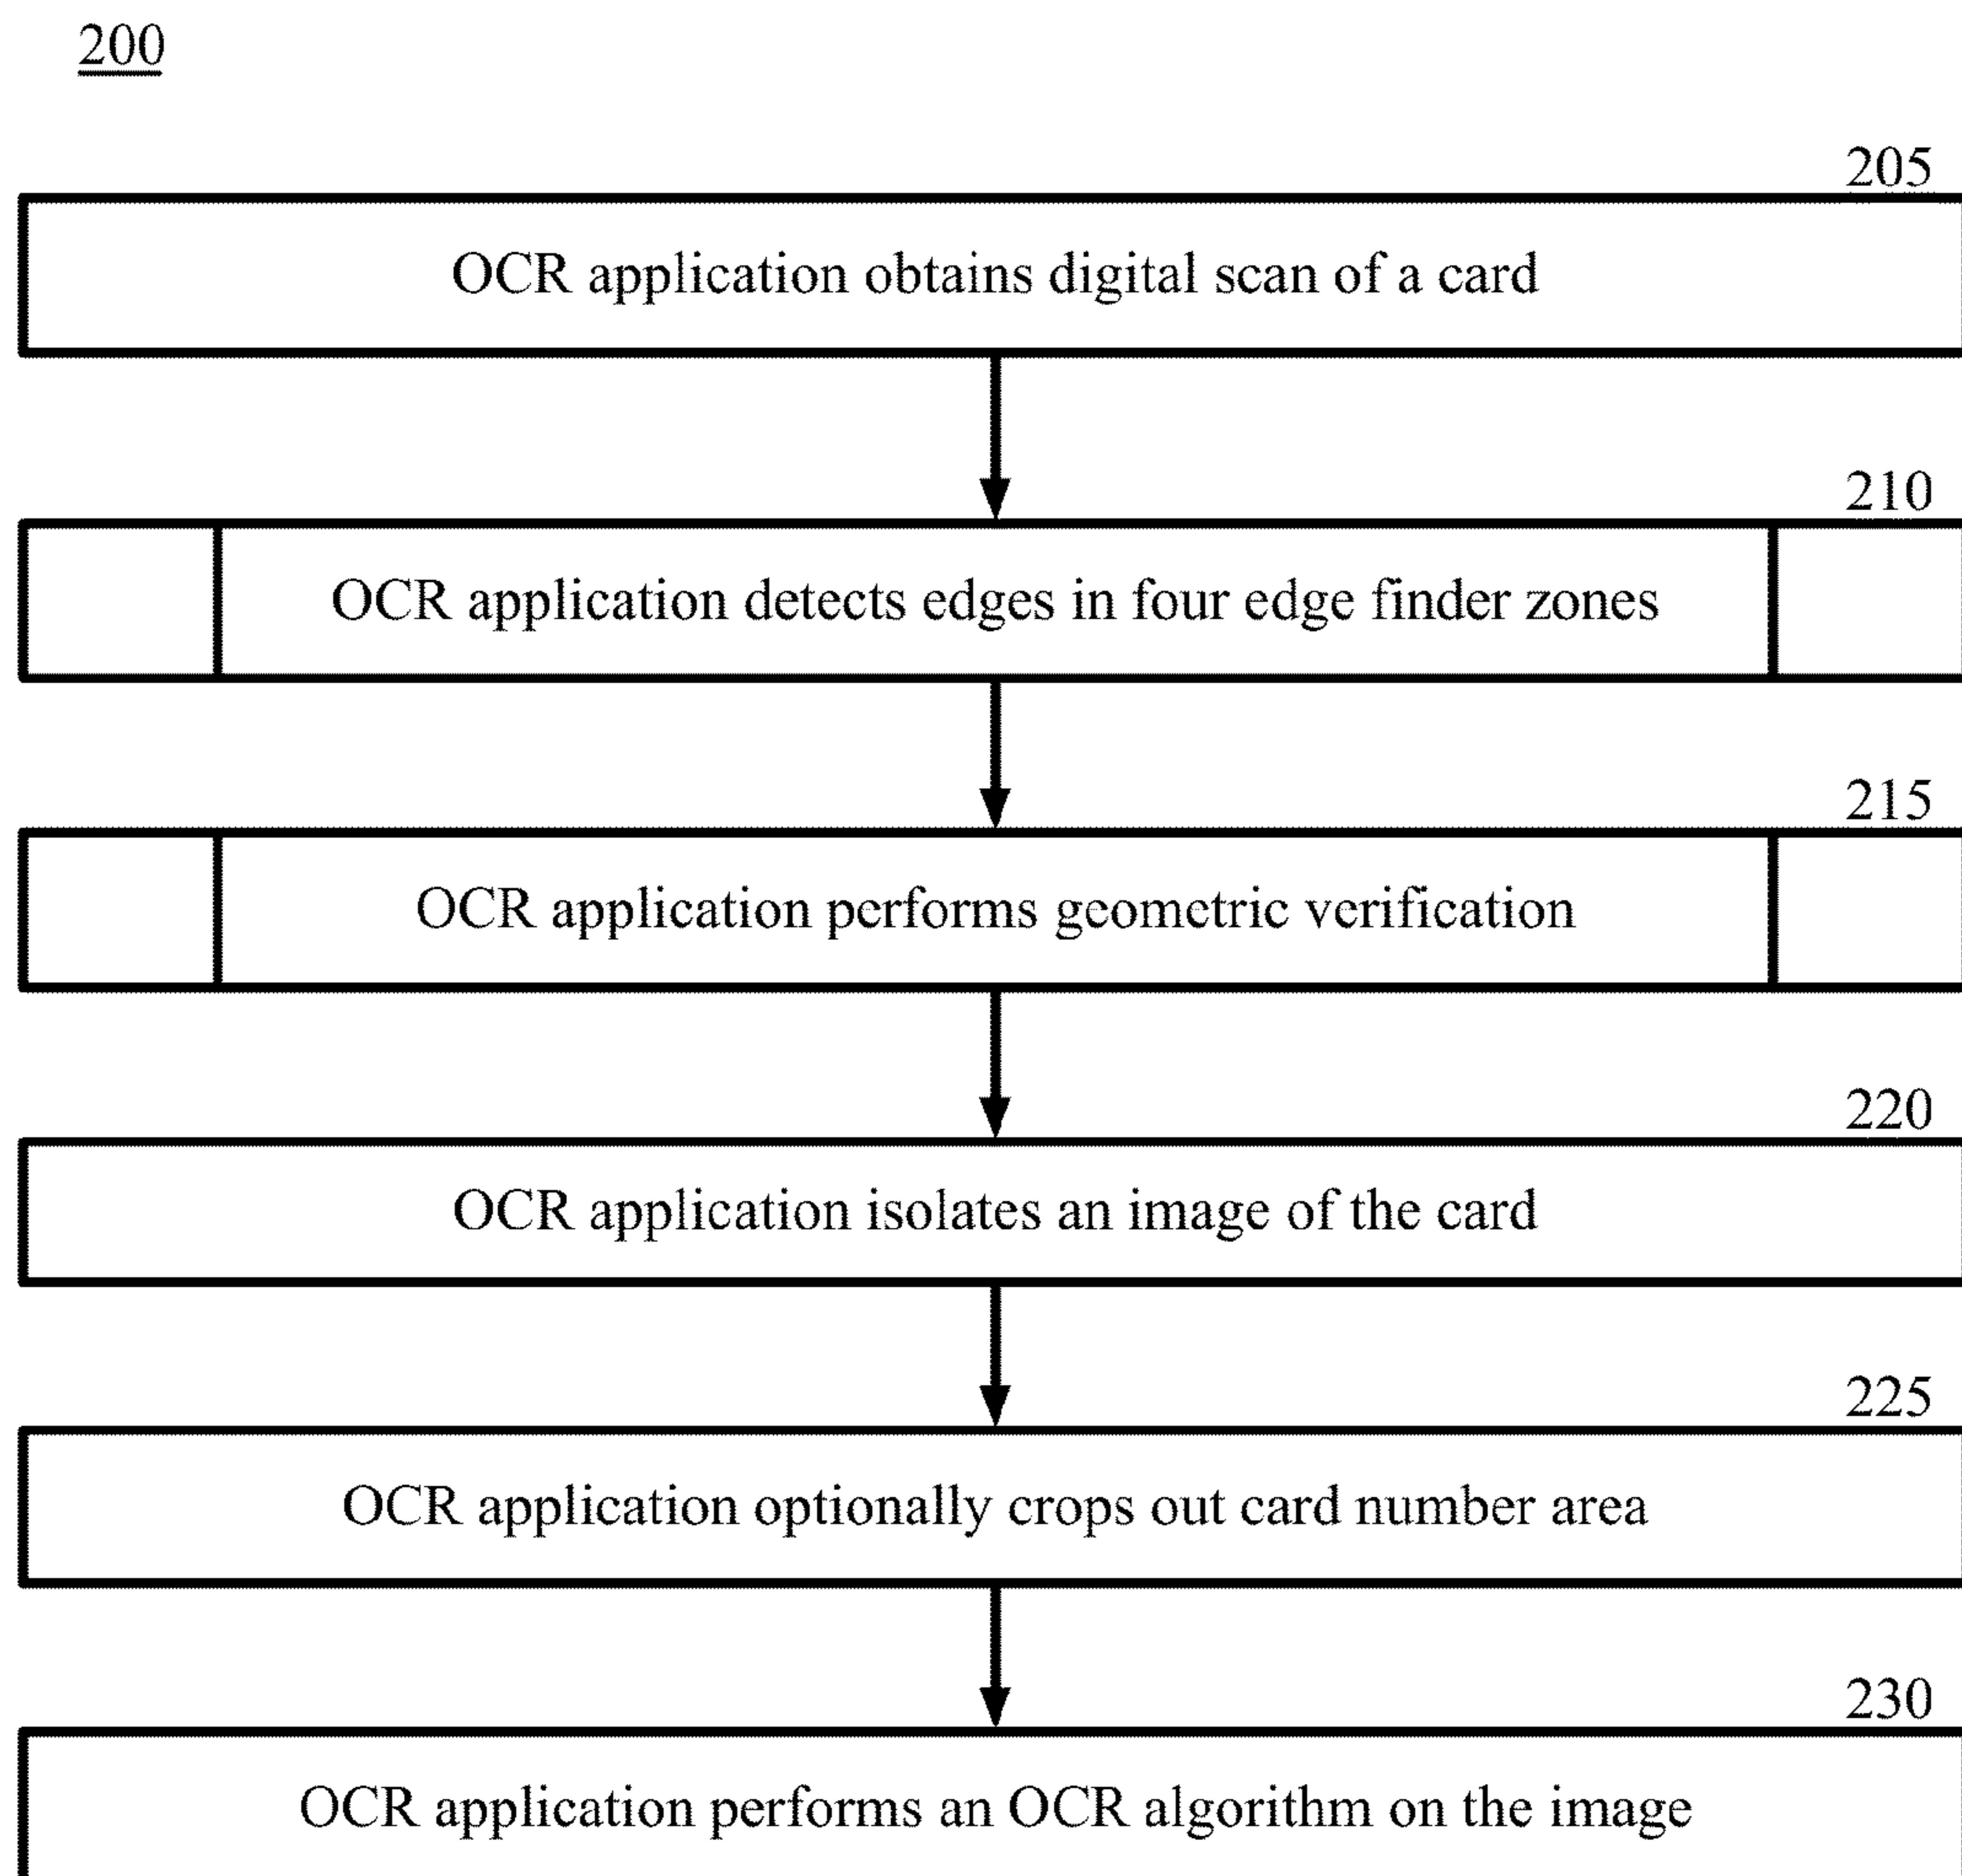 200
205
OCR application obtains digital scan of a card
210
OCR application detects edges in four edge finder zones
215
OCR application performs geometric verification
220
OCR application isolates an image of the card
225
OCR application optionally crops out card number area
230
OCR application performs an OCR algorithm on the image